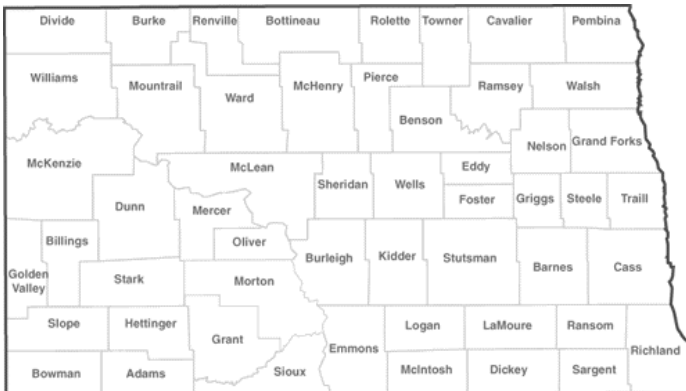 Divide
Burke
Renville
Bottineau
Rolette
Towner
Cavalier
Pembina
Williams
Mountrail
Ward
McHenry
Pierce
Benson
Ramsey
Walsh
McKenzie
Dunn
McLean
Mercer
Oliver
Sheridan
Wells
Eddy
Foster
Nelson
Grand Forks
Griggs
Steele
Traill
Golden
Valley
Billings
Stark
Morton
Burleigh
Kidder
Stutsman
Barnes
Cass
Slope
Hettinger
Grant
Sioux
Emmons
Logan
LaMoure
Ransom
Richland
Bowman
Adams
McIntosh
Dickey
Sargent